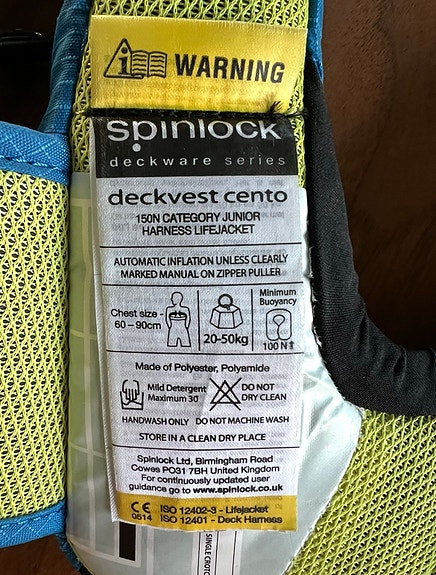 WARNING
spinlock
deckware series
deckvest cento
150N CATEGORY JUNIOR
HARNESS LIFEJACKET
AUTOMATIC INFLATION UNLESS CLEARLY
MARKED MANUAL ON ZIPPER PULLER
Chest size -
60 – 90cm
20-50kg
Minimum
Buoyancy
100 N
Made of Polyester, Polyamide
Mild Detergent
Maximum 30
DO NOT
DRY CLEAN
HANDWASH ONLY DO NOT MACHINE WASH
STORE IN A CLEAN DRY PLACE
Spinlock Ltd, Birmingham Road
Cowes PO31 7BH United Kingdom
For continuously updated user
guidance go to www.spinlock.co.uk
CE ISO 12402-3 - Lifejacket
0514 ISO 12401 - Deck Harness
SINGLE CROTC